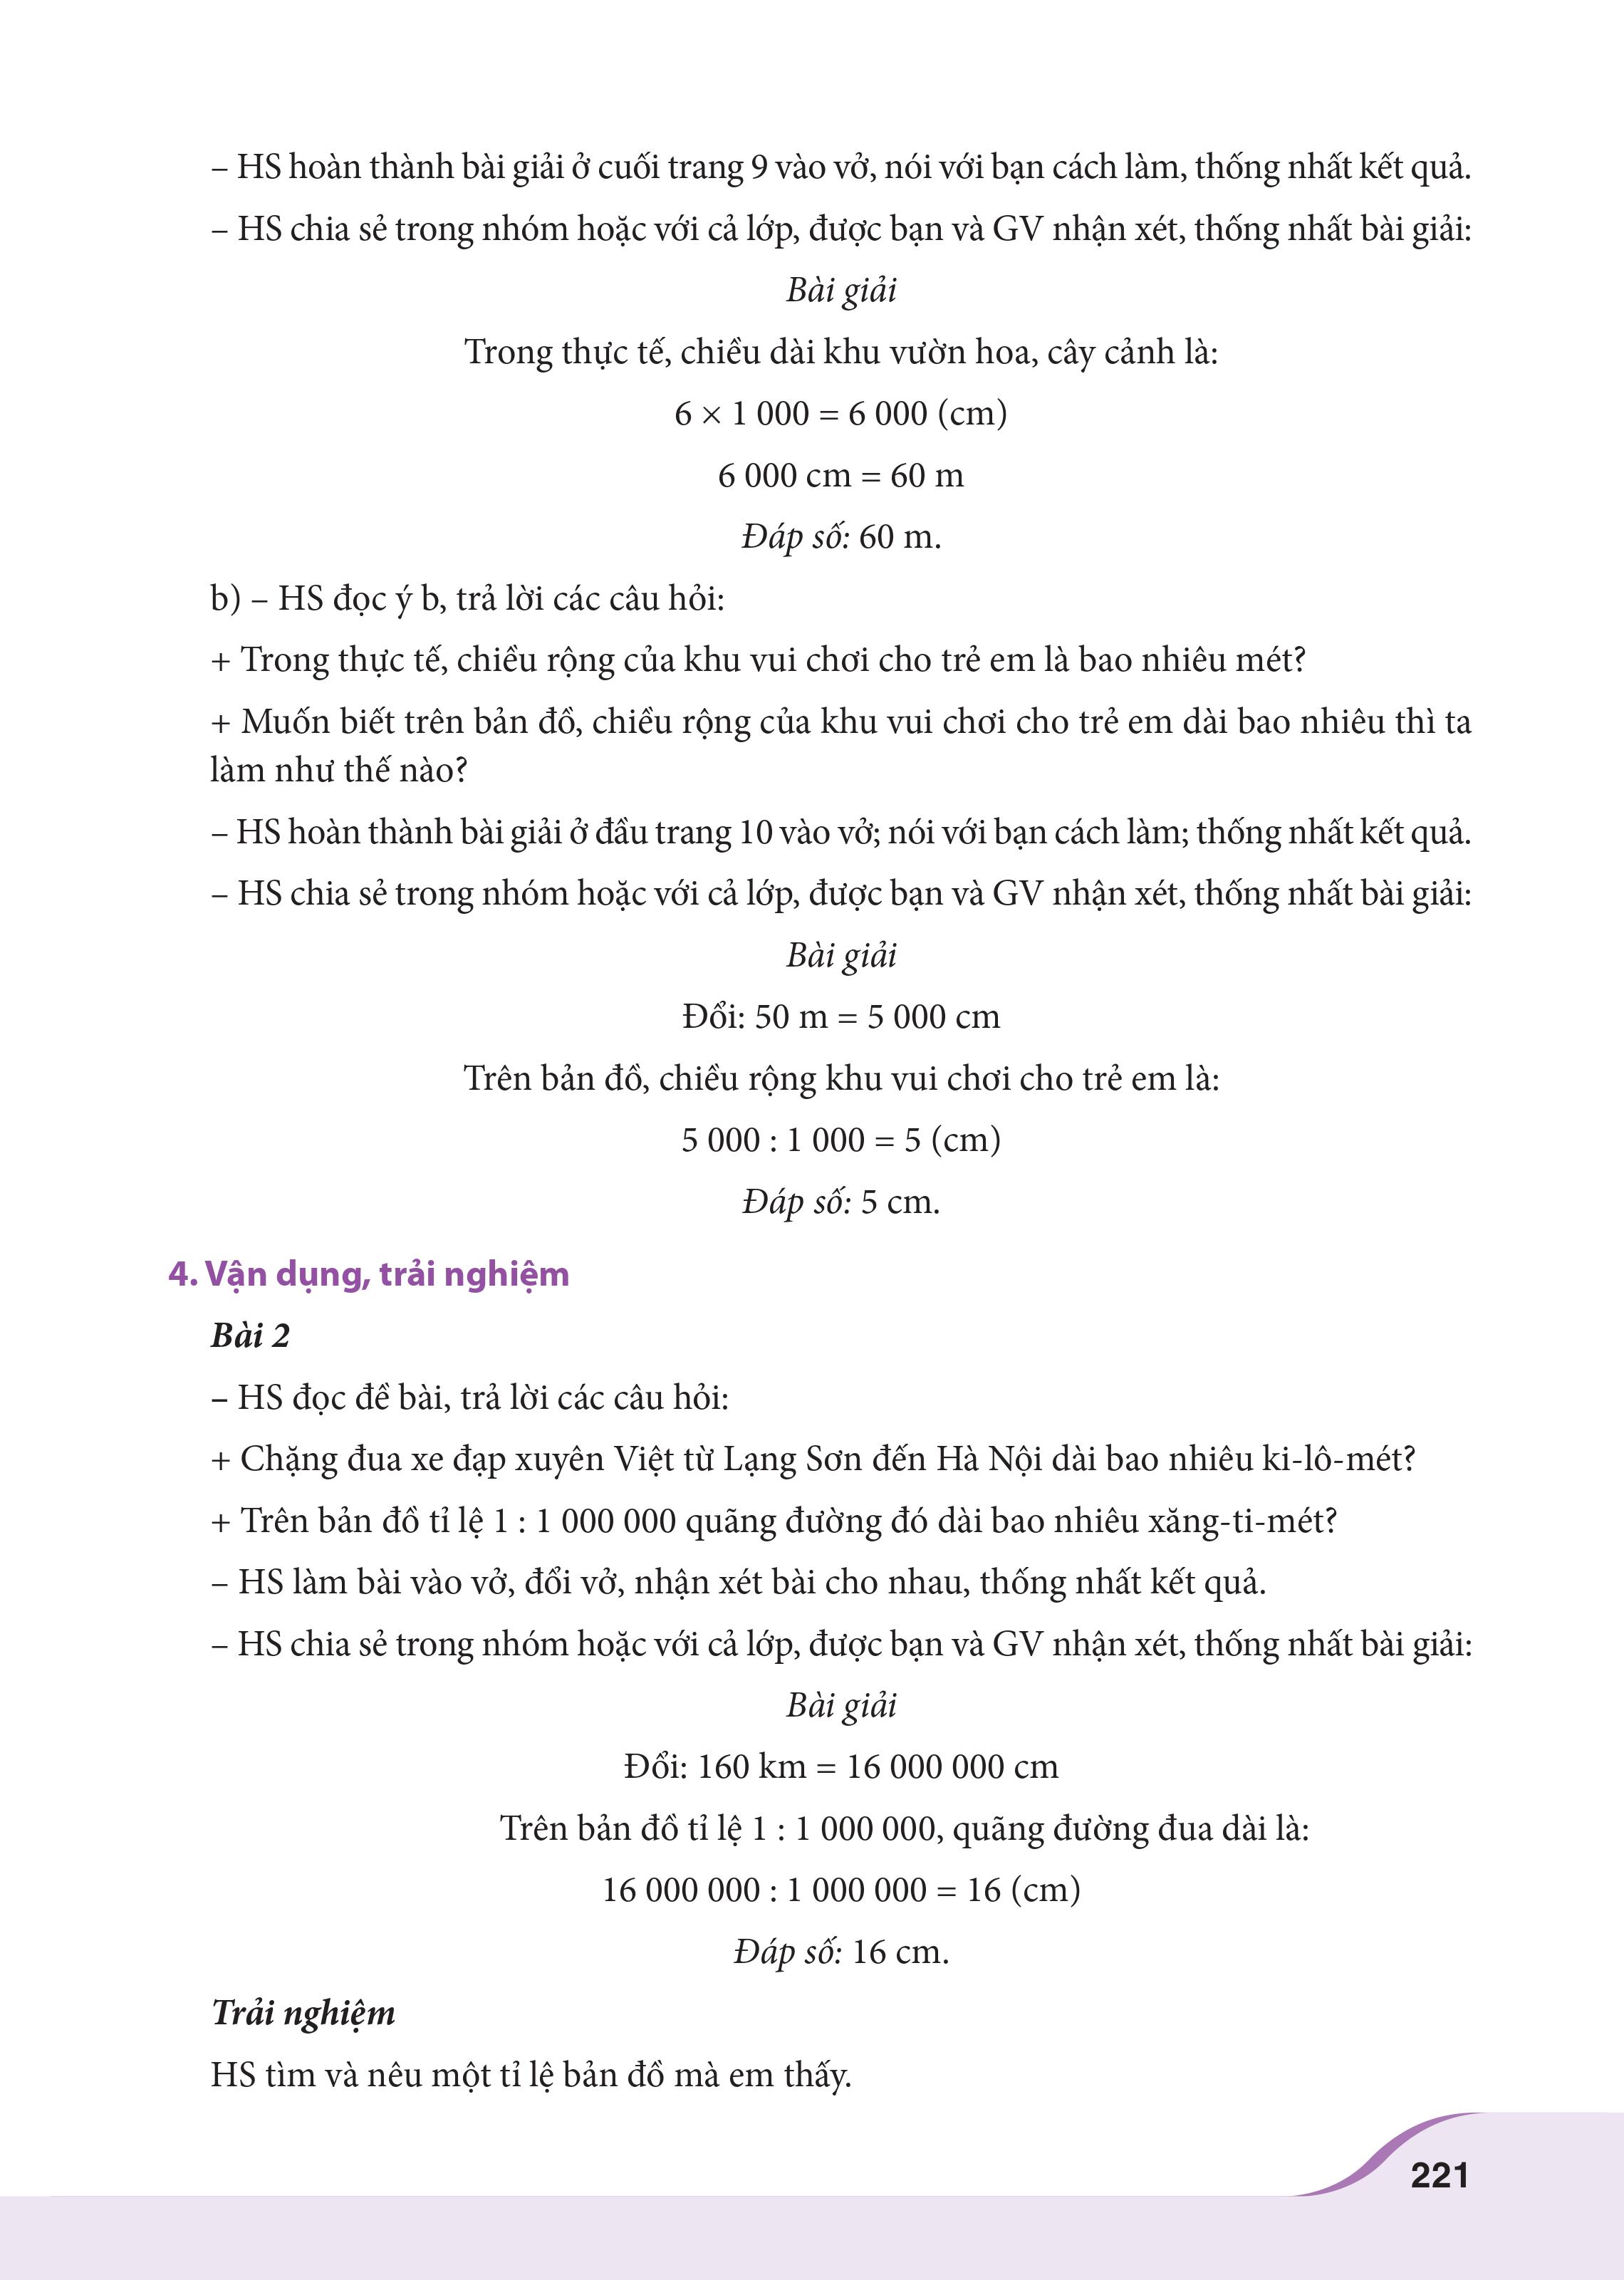 – HS hoàn thành bài giải ở cuối trang 9 vào vở, nói với bạn cách làm, thống nhất kết quả.
– HS chia sẻ trong nhóm hoặc với cả lớp, được bạn và GV nhận xét, thống nhất bài giải:
Bài giải
Trong thực tế, chiều dài khu vườn hoa, cây cảnh là:
6 × 1 000 = 6 000 (cm)
6 000 cm = 60 m
Đáp số: 60 m.
b) – HS đọc ý b, trả lời các câu hỏi:
+ Trong thực tế, chiều rộng của khu vui chơi cho trẻ em là bao nhiêu mét?
+ Muốn biết trên bản đồ, chiều rộng của khu vui chơi cho trẻ em dài bao nhiêu thì ta
làm như thế nào?
– HS hoàn thành bài giải ở đầu trang 10 vào vở; nói với bạn cách làm; thống nhất kết quả.
– HS chia sẻ trong nhóm hoặc với cả lớp, được bạn và GV nhận xét, thống nhất bài giải:
Bài giải
Đổi: 50 m = 5 000 cm
Trên bản đồ, chiều rộng khu vui chơi cho trẻ em là:
5 000 : 1 000 = 5 (cm)
Đáp số: 5 cm.
4. Vận dụng, trải nghiệm
Bài 2
– HS đọc đề bài, trả lời các câu hỏi:
+ Chặng đua xe đạp xuyên Việt từ Lạng Sơn đến Hà Nội dài bao nhiêu ki-lô-mét?
+ Trên bản đồ tỉ lệ 1 : 1 000 000 quãng đường đó dài bao nhiêu xăng-ti-mét?
– HS làm bài vào vở, đổi vở, nhận xét bài cho nhau, thống nhất kết quả.
– HS chia sẻ trong nhóm hoặc với cả lớp, được bạn và GV nhận xét, thống nhất bài giải:
Bài giải
Đổi: 160 km = 16 000 000 cm
Trên bản đồ tỉ lệ 1 : 1 000 000, quãng đường đua dài là:
16 000 000 : 1 000 000 = 16 (cm)
Đáp số: 16 cm.
Trải nghiệm
HS tìm và nêu một tỉ lệ bản đồ mà em thấy.
221